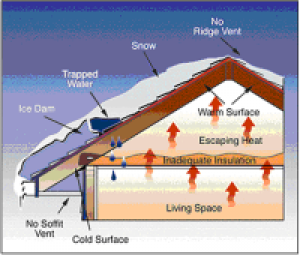 No
Ridge Vent
Snow
Trapped
Water
Ice Dam
Warm Surface
Escaping Heat
Inadequate Insulation
Living Space
No Soffit
Vent
Cold Surface